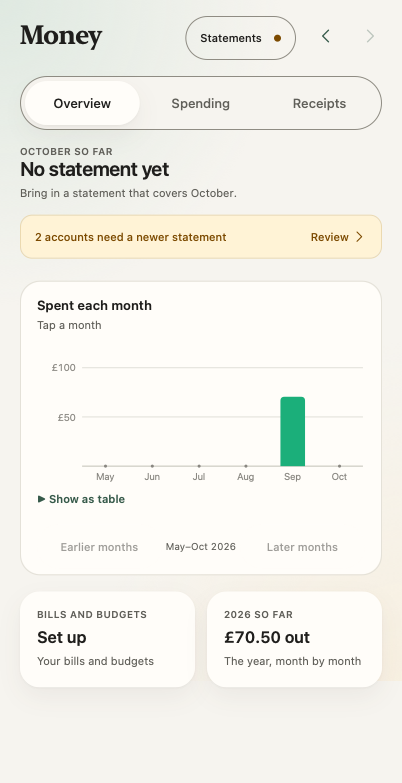 Money
Statements
Overview
Spending
Receipts
OCTOBER SO FAR
No statement yet
Bring in a statement that covers October.
2 accounts need a newer statement
Review
Spent each month
Tap a month
£100
£50
May Jun Jul Aug Sep Oct
Show as table
Earlier months
May–Oct 2026
Later months
BILLS AND BUDGETS
Set up
Your bills and budgets
2026 SO FAR
£70.50 out
The year, month by month